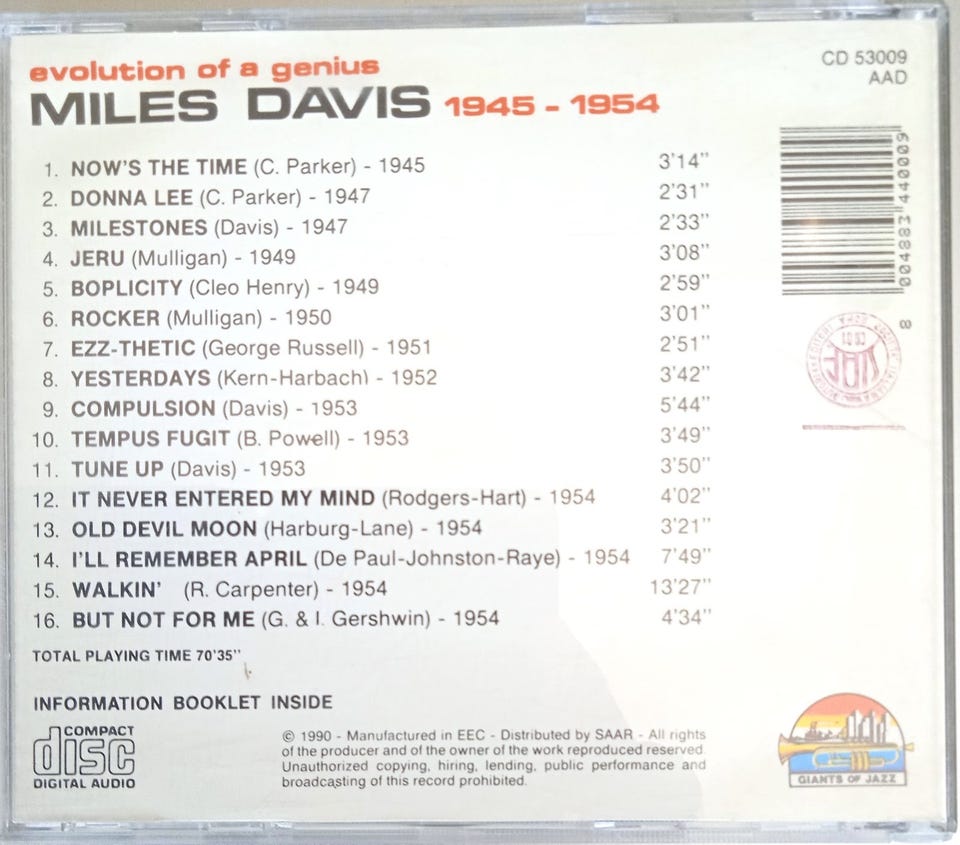 evolution of a genius
MILES DAVIS 1945 - 1954
CD 53009
AAD
1. NOW'S THE TIME (C. Parker) - 1945 3'14"
2. DONNA LEE (C. Parker) - 1947 2'31"
3. MILESTONES (Davis) - 1947 2'33"
4. JERU (Mulligan) - 1949 3'08"
5. BOPLICITY (Cleo Henry) - 1949 2'59"
6. ROCKER (Mulligan) - 1950 3'01"
7. EZZ-THETIC (George Russell) - 1951 2'51"
8. YESTERDAYS (Kern-Harbach) - 1952 3'42"
9. COMPULSION (Davis) - 1953 5'44"
10. TEMPUS FUGIT (B. Powell) - 1953 3'49"
11. TUNE UP (Davis) - 1953 3'50"
12. IT NEVER ENTERED MY MIND (Rodgers-Hart) - 1954 4'02"
13. OLD DEVIL MOON (Harburg-Lane) - 1954 3'21"
14. I'LL REMEMBER APRIL (De Paul-Johnston-Raye) - 1954 7'49"
15. WALKIN' (R. Carpenter) - 1954 13'27"
16. BUT NOT FOR ME (G. & I. Gershwin) - 1954 4'34"
TOTAL PLAYING TIME 70'35"
8 004883 440009
INFORMATION BOOKLET INSIDE
COMPACT
disc
DIGITAL AUDIO
© 1990 - Manufactured in EEC - Distributed by SAAR - All rights
of the producer and of the owner of the work reproduced reserved.
Unauthorized copying, hiring, lending, public performance and
broadcasting of this record prohibited.
GIANTS OF JAZZ